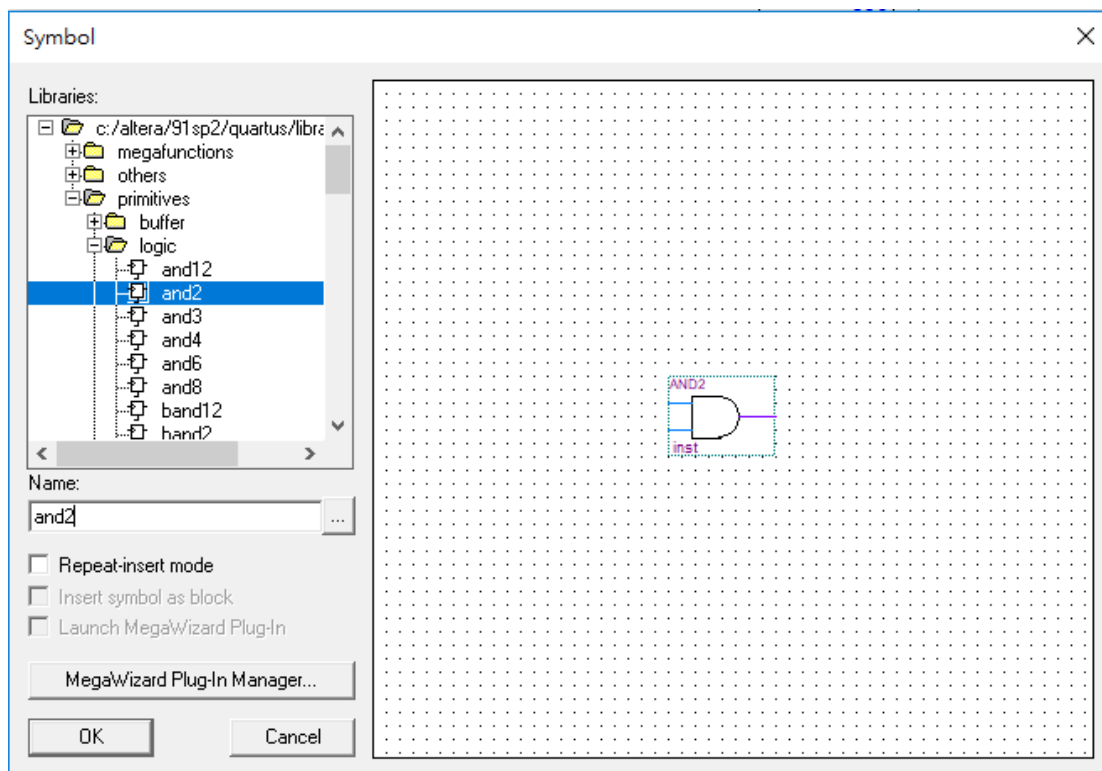 Symbol
Libraries:
c:/altera/91sp2/quartus/libra
megafunctions
others
primitives
buffer
logic
and12
and2
and3
and4
and6
and8
band12
band2
Name:
and2
...
Repeat-insert mode
Insert symbol as block
Launch MegaWizard Plug-In
MegaWizard Plug-In Manager...
OK
Cancel
AND2
inst